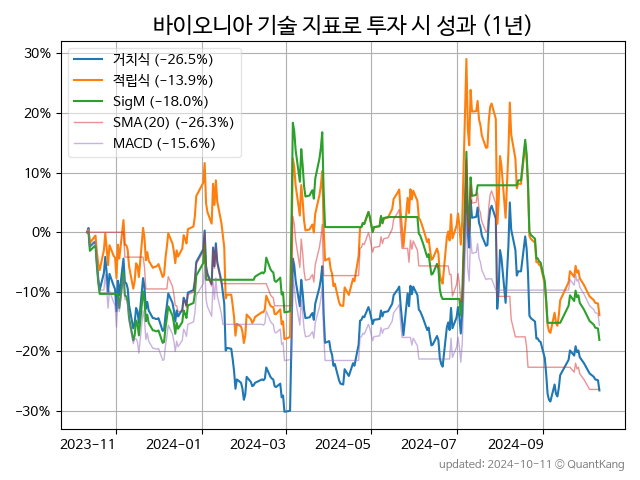 바이오니아 기술 지표로 투자 시 성과 (1년)
30%
20%
10%
0%
−10%
−20%
−30%
거치식 (−26.5%)
적립식 (−13.9%)
SigM (−18.0%)
SMA(20) (−26.3%)
MACD (−15.6%)
2023-11
2024-01
2024-03
2024-05
2024-07
2024-09
updated: 2024-10-11 © QuantKang